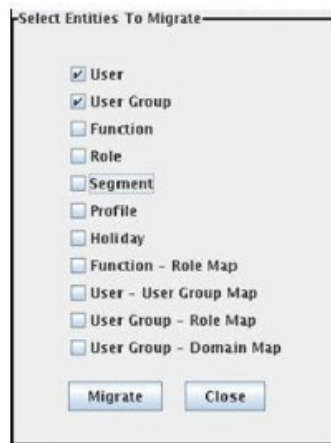 Select Entities To Migrate
User
User Group
Function
Role
Segment
Profile
Holiday
Function - Role Map
User - User Group Map
User Group - Role Map
User Group - Domain Map
Migrate Close